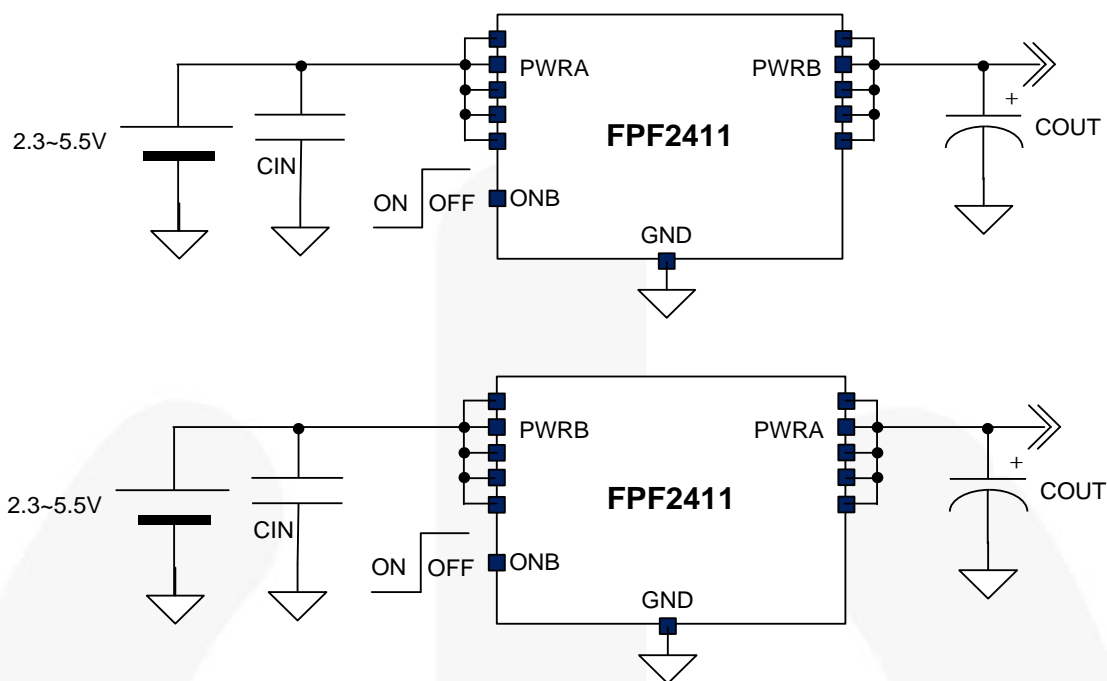 PWRA PWRB
FPF2411
2.3~5.5V
CIN
+
COUT
ON OFF ONB
GND
PWRB PWRA
FPF2411
2.3~5.5V
CIN
+
COUT
ON OFF ONB
GND